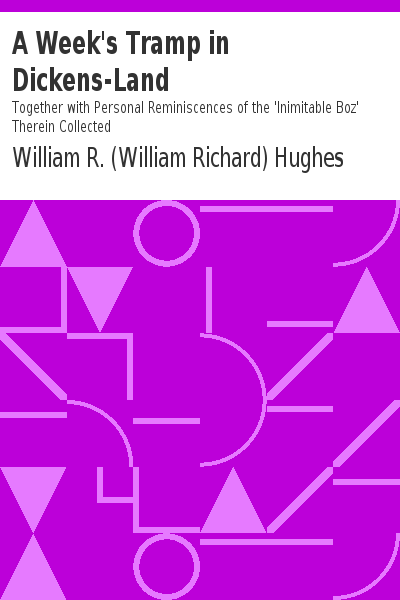 A Week's Tramp in
Dickens-Land
Together with Personal Reminiscences of the 'Inimitable Boz'
Therein Collected
William R. (William Richard) Hughes